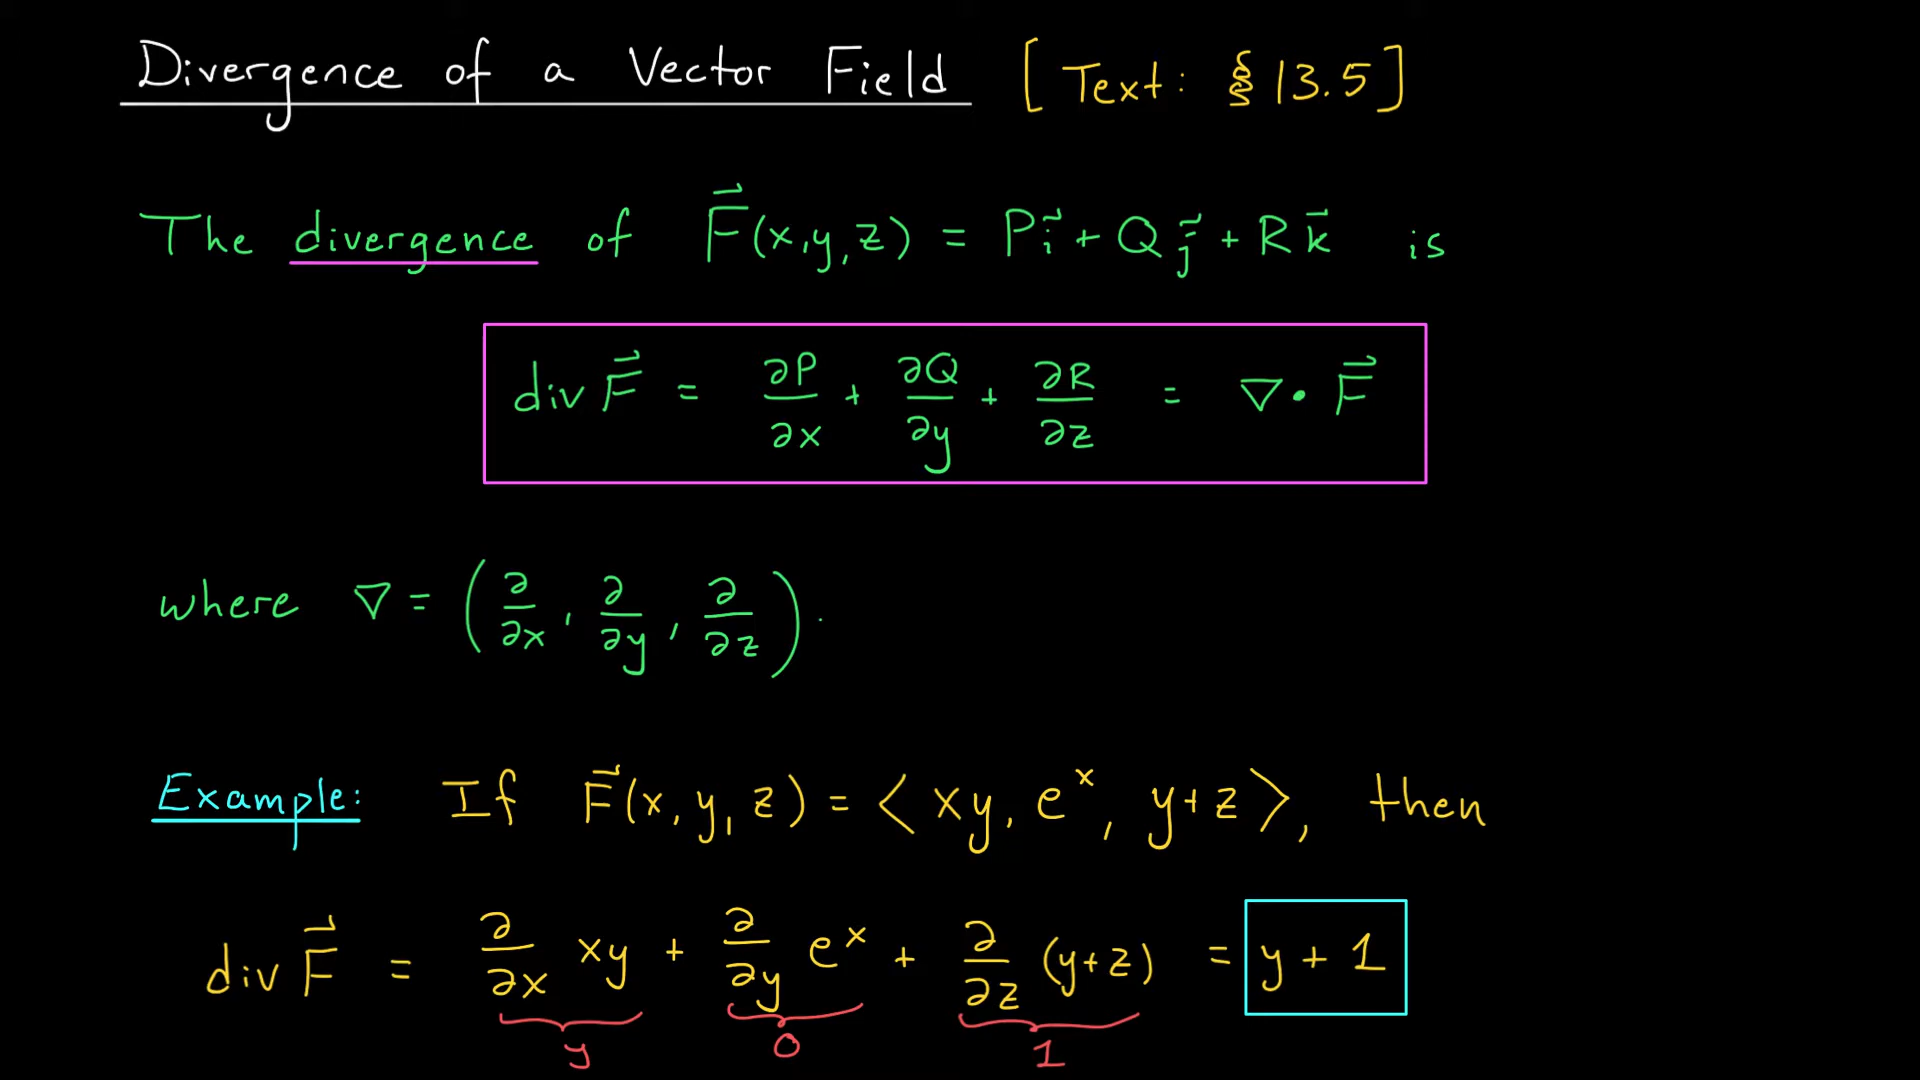 Divergence of a Vector Field [Text: § 13.5]
The divergence of F⃗(x,y,z) = Pi⃗ + Qj⃗ + Rk⃗ is
div F⃗ = ∂P/∂x + ∂Q/∂y + ∂R/∂z = ∇ • F⃗
where ∇ = (∂/∂x, ∂/∂y, ∂/∂z).
Example: If F⃗(x, y, z) = ⟨xy, eˣ, y+z⟩, then
div F⃗ = ∂/∂x xy + ∂/∂y eˣ + ∂/∂z (y+z) = y + 1
y 0 1